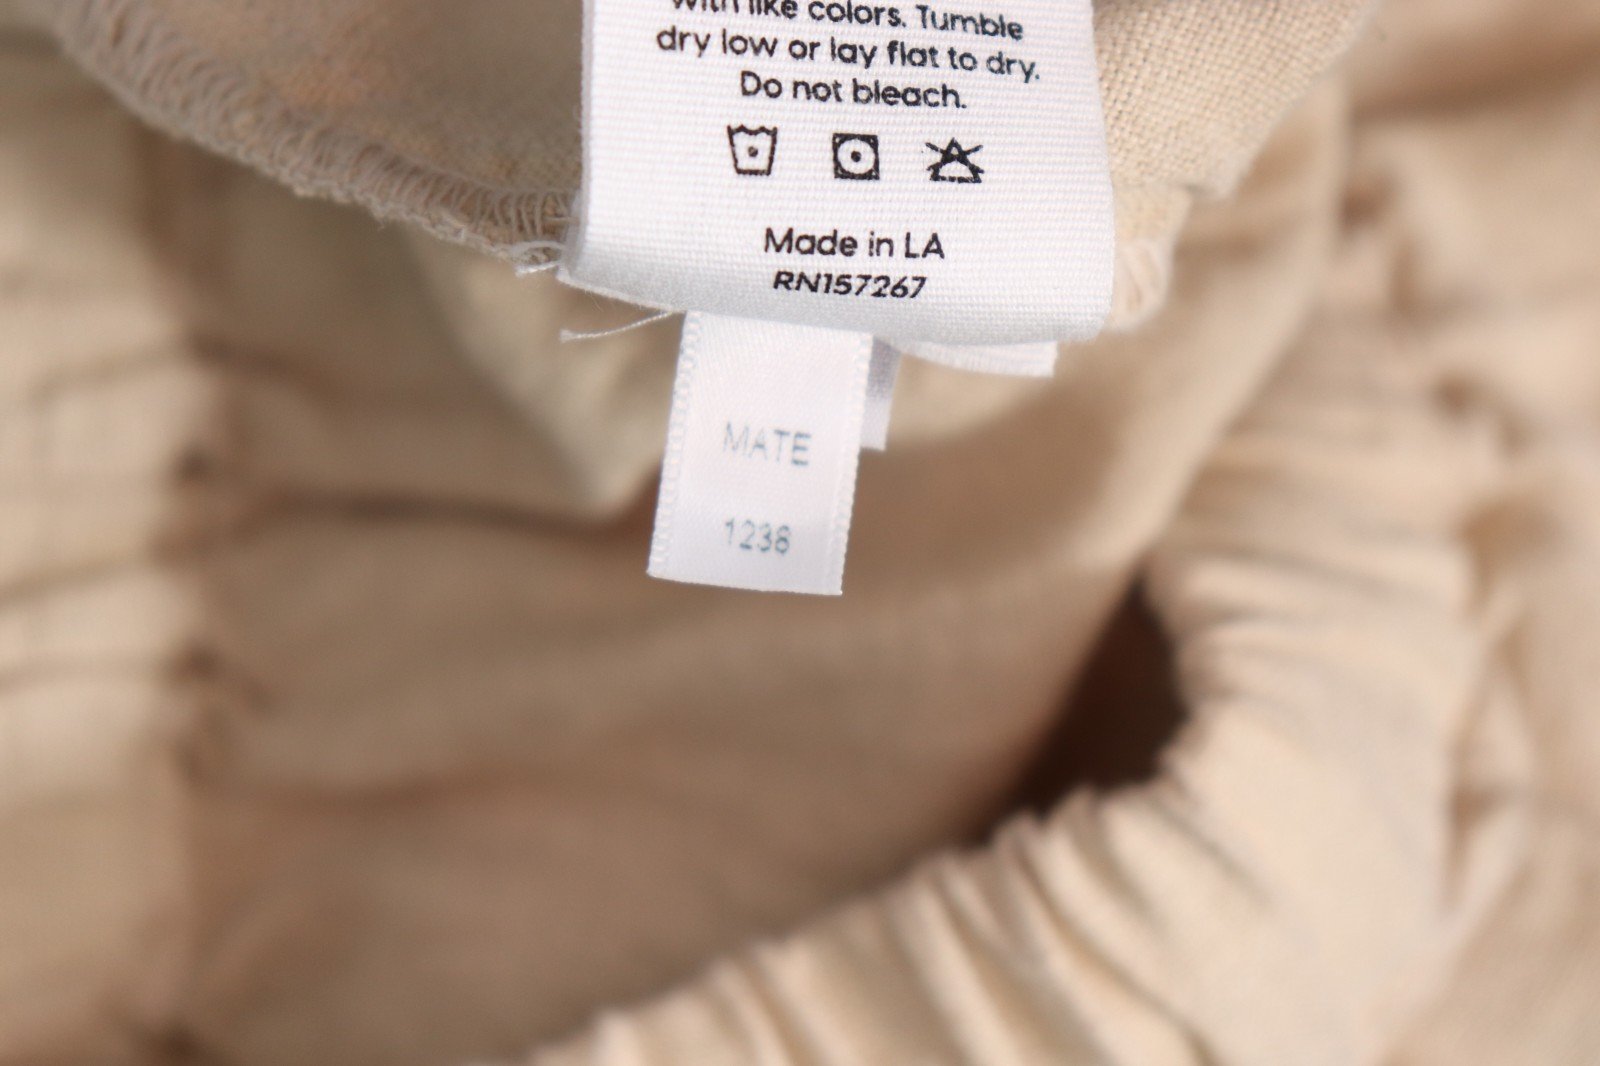 with like colors. Tumble
dry low or lay flat to dry.
Do not bleach.
Made in LA
RN157267
MATE
1236